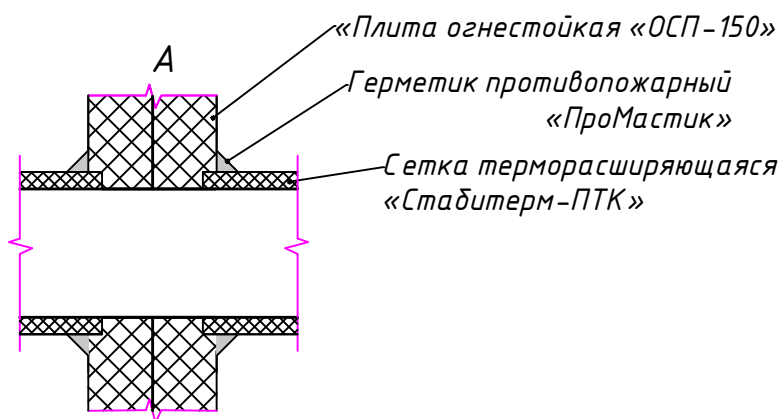 «Плита огнестойкая «ОСП-150»
А
Герметик противопожарный
«ПроМастик»
Сетка терморасширяющаяся
«Стабитерм-ПТК»